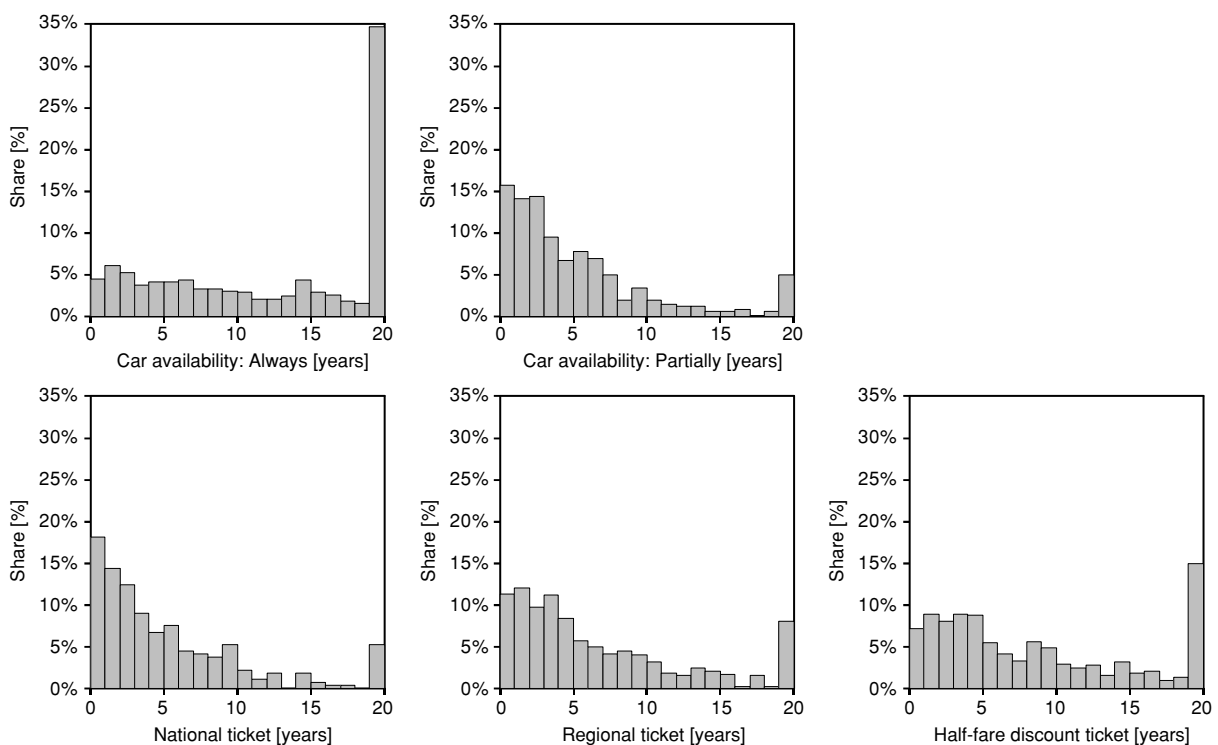 35%
30%
25%
20%
15%
10%
5%
0%
Share [%]
0 5 10 15 20
Car availability: Always [years]
35%
30%
25%
20%
15%
10%
5%
0%
Share [%]
0 5 10 15 20
Car availability: Partially [years]
35%
30%
25%
20%
15%
10%
5%
0%
Share [%]
0 5 10 15 20
National ticket [years]
35%
30%
25%
20%
15%
10%
5%
0%
Share [%]
0 5 10 15 20
Regional ticket [years]
35%
30%
25%
20%
15%
10%
5%
0%
Share [%]
0 5 10 15 20
Half-fare discount ticket [years]